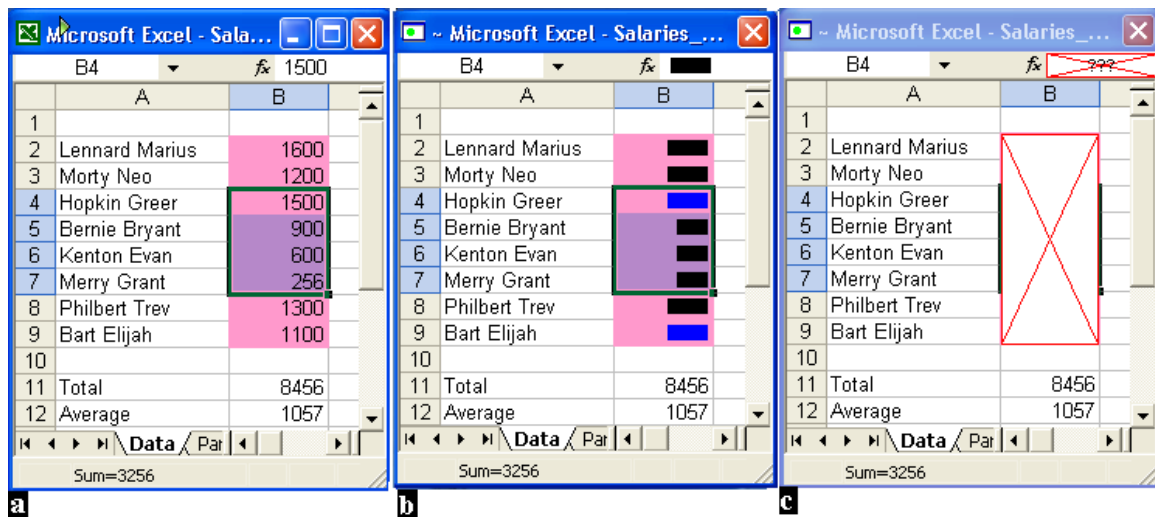 Microsoft Excel - Sala...
B4 fx 1500
A B
1
2 Lennard Marius 1600
3 Morty Neo 1200
4 Hopkin Greer 1500
5 Bernie Bryant 900
6 Kenton Evan 600
7 Merry Grant 256
8 Philbert Trev 1300
9 Bart Elijah 1100
10
11 Total 8456
12 Average 1057
Data Par
Sum=3256
a
~ Microsoft Excel - Salaries_...
B4 fx
A B
1
2 Lennard Marius
3 Morty Neo
4 Hopkin Greer
5 Bernie Bryant
6 Kenton Evan
7 Merry Grant
8 Philbert Trev
9 Bart Elijah
10
11 Total 8456
12 Average 1057
Data Par
Sum=3256
b
~ Microsoft Excel - Salaries_...
B4 fx ???
A B
1
2 Lennard Marius
3 Morty Neo
4 Hopkin Greer
5 Bernie Bryant
6 Kenton Evan
7 Merry Grant
8 Philbert Trev
9 Bart Elijah
10
11 Total 8456
12 Average 1057
Data Par
Sum=3256
c